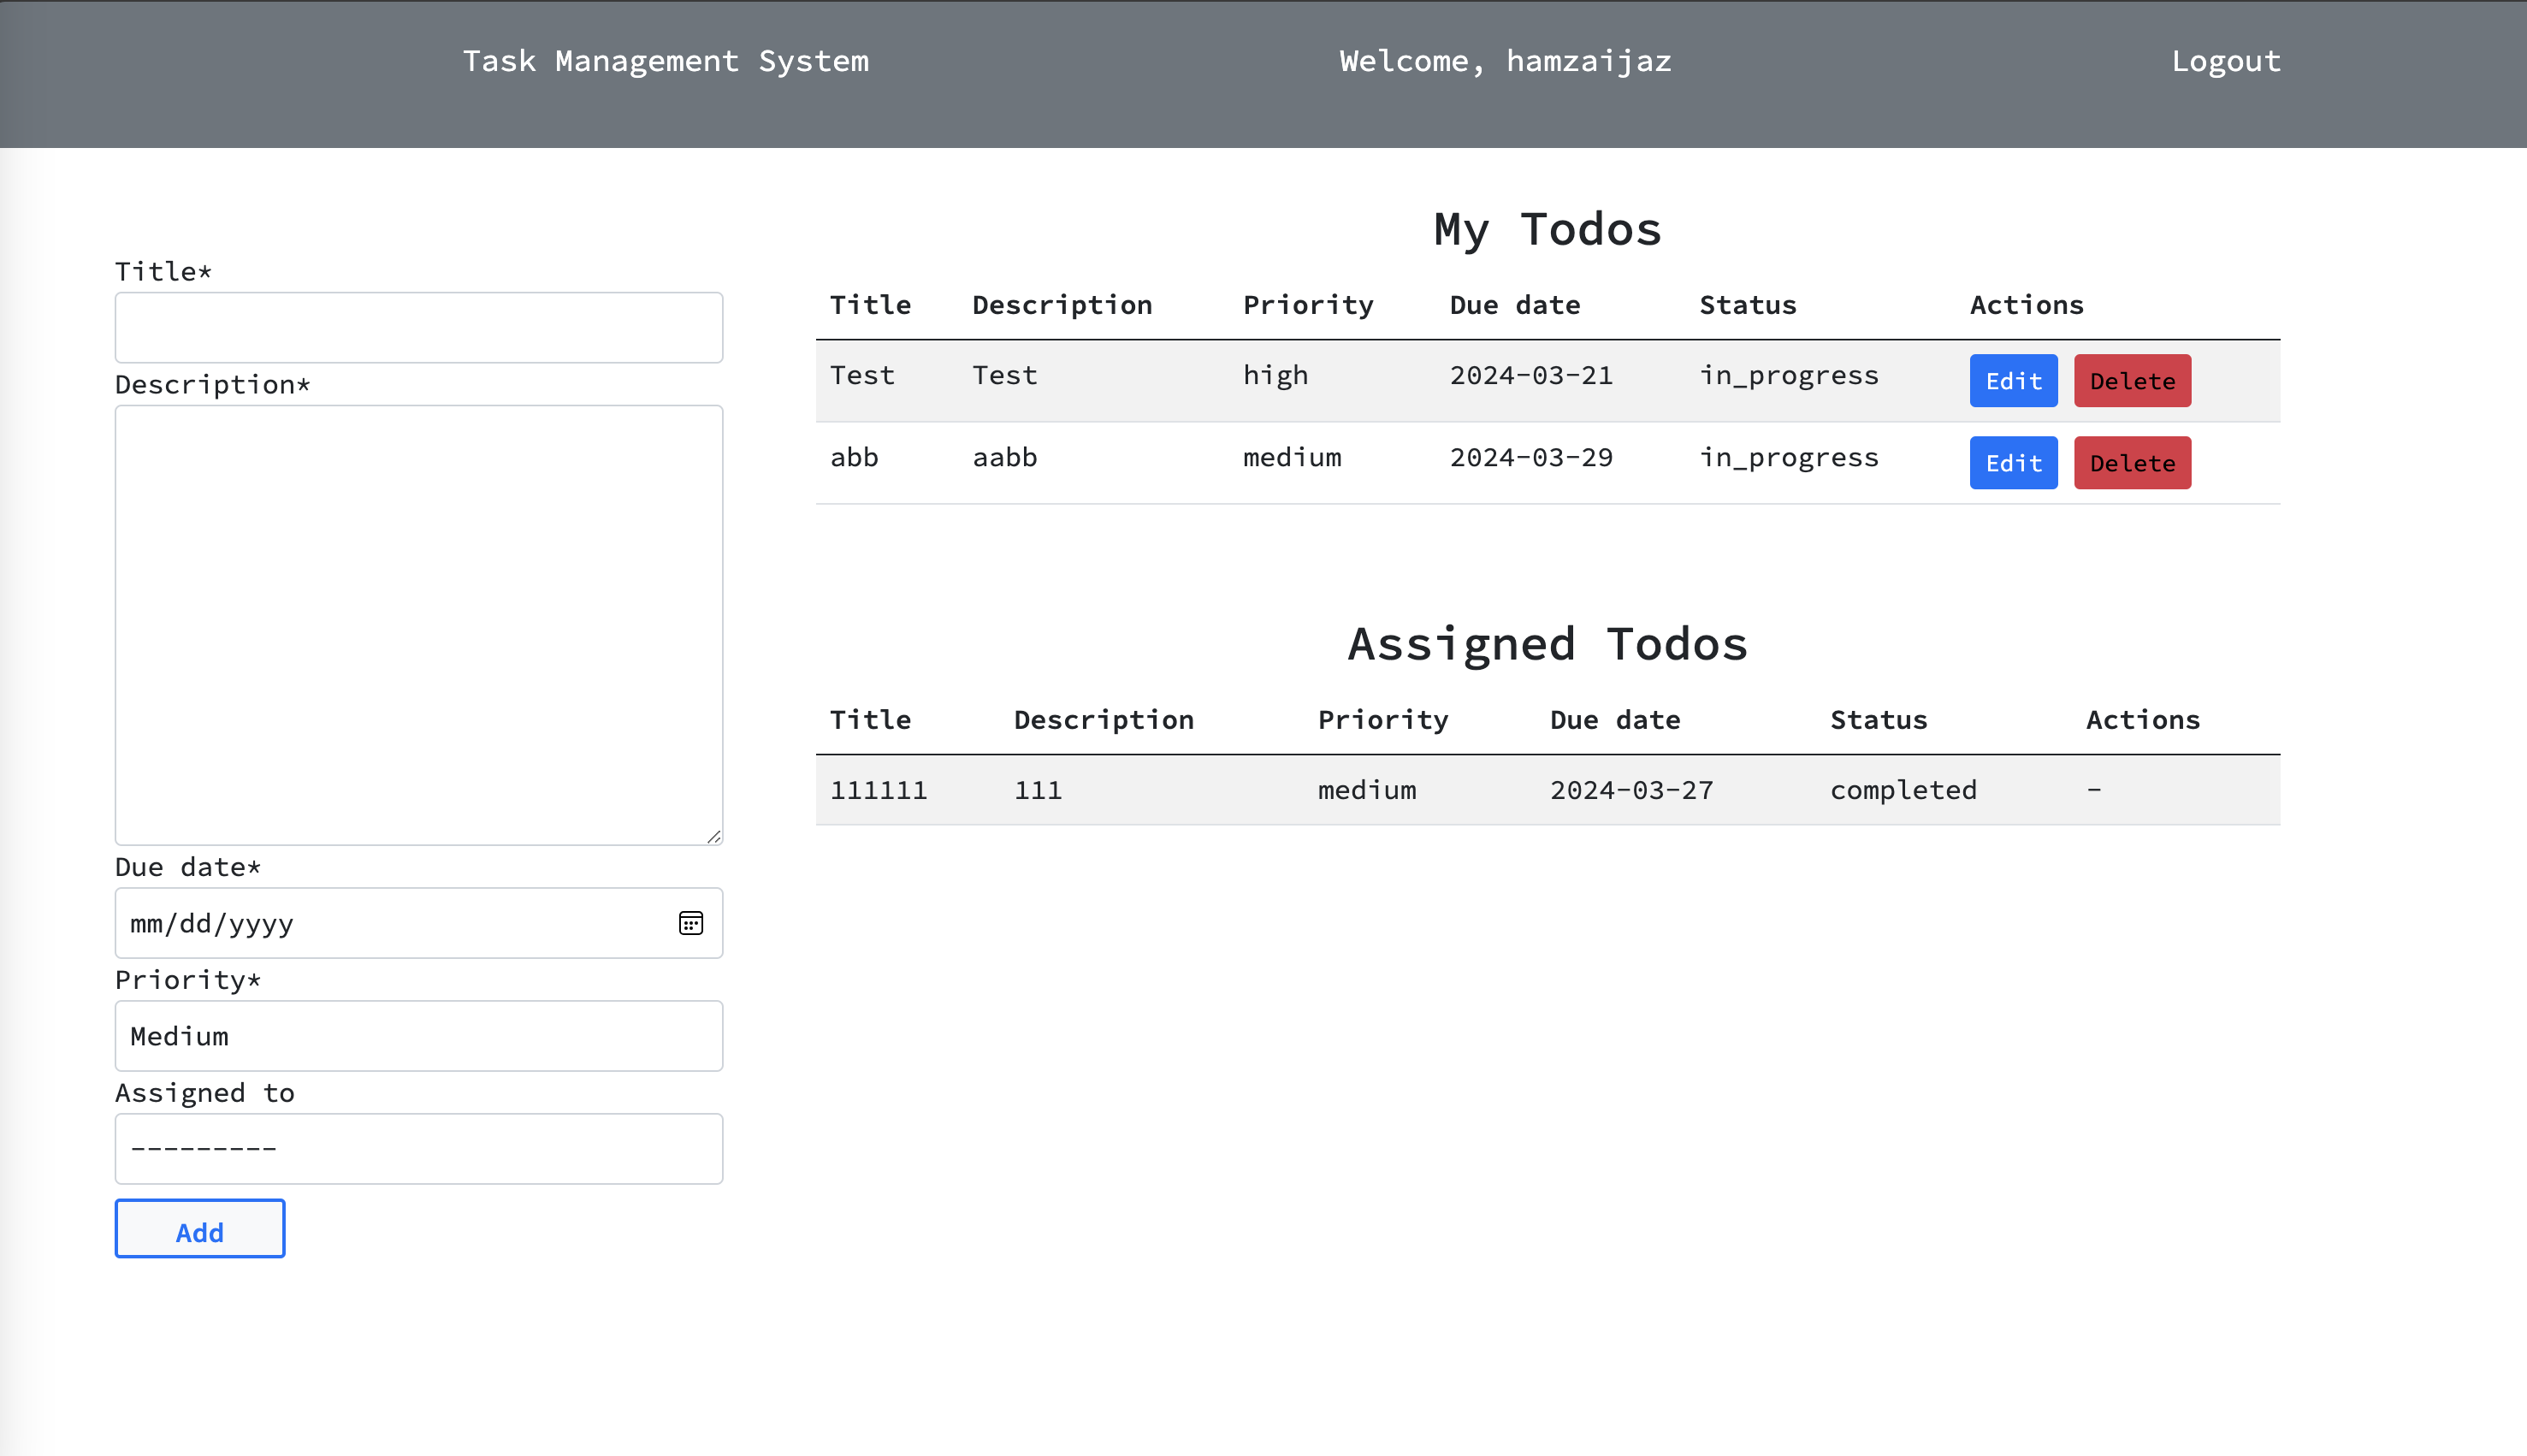 Task Management System Welcome, hamzaijaz Logout
Title*
Description*
Due date*
mm/dd/yyyy
Priority*
Medium
Assigned to
---------
Add
My Todos
Title Description Priority Due date Status Actions
Test Test high 2024-03-21 in_progress Edit Delete
abb aabb medium 2024-03-29 in_progress Edit Delete
Assigned Todos
Title Description Priority Due date Status Actions
111111 111 medium 2024-03-27 completed -